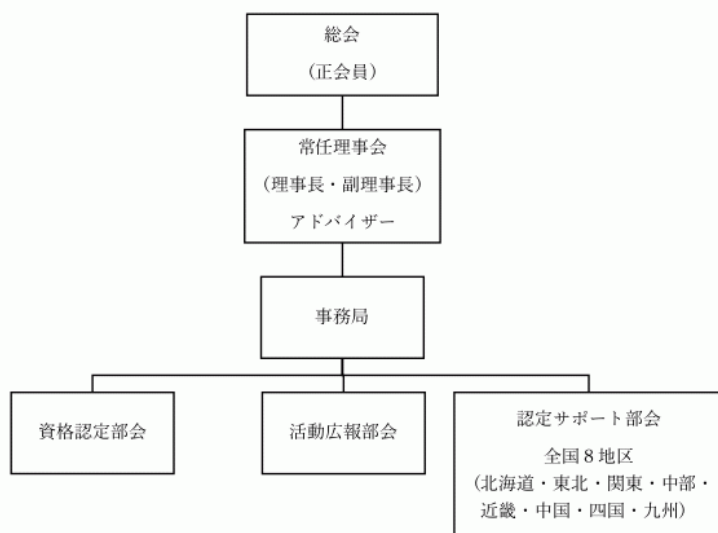 総会
（正会員）
常任理事会
（理事長・副理事長）
アドバイザー
事務局
資格認定部会
活動広報部会
認定サポート部会
全国８地区
（北海道・東北・関東・中部・
近畿・中国・四国・九州）